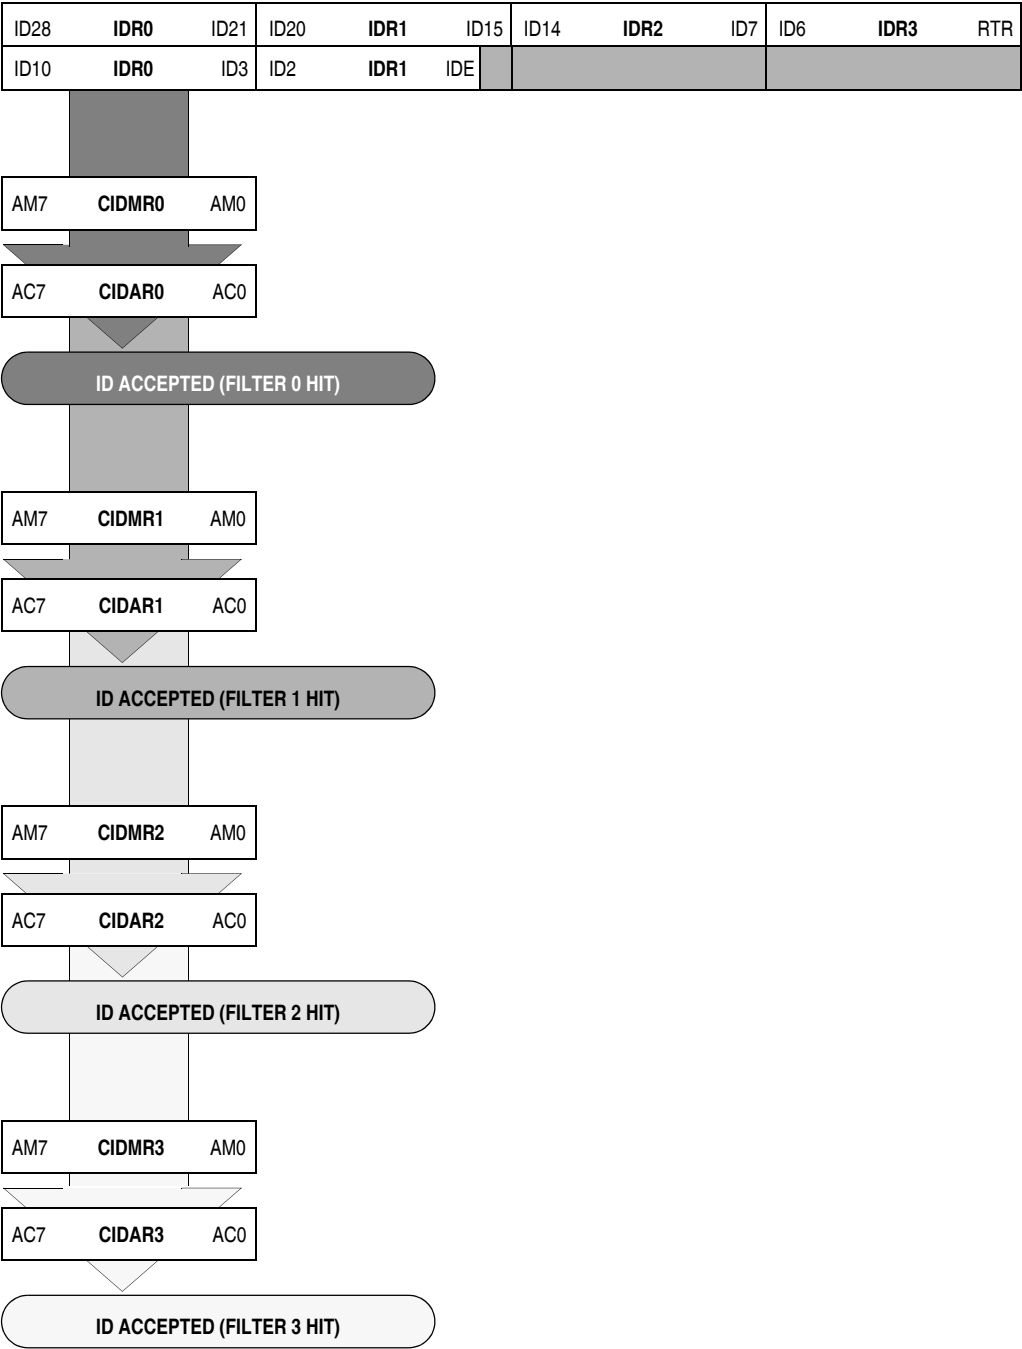 ID28 IDR0 ID21 ID20 IDR1 ID15 ID14 IDR2 ID7 ID6 IDR3 RTR
ID10 IDR0 ID3 ID2 IDR1 IDE
AM7 CIDMR0 AM0
AC7 CIDAR0 AC0
ID ACCEPTED (FILTER 0 HIT)
AM7 CIDMR1 AM0
AC7 CIDAR1 AC0
ID ACCEPTED (FILTER 1 HIT)
AM7 CIDMR2 AM0
AC7 CIDAR2 AC0
ID ACCEPTED (FILTER 2 HIT)
AM7 CIDMR3 AM0
AC7 CIDAR3 AC0
ID ACCEPTED (FILTER 3 HIT)